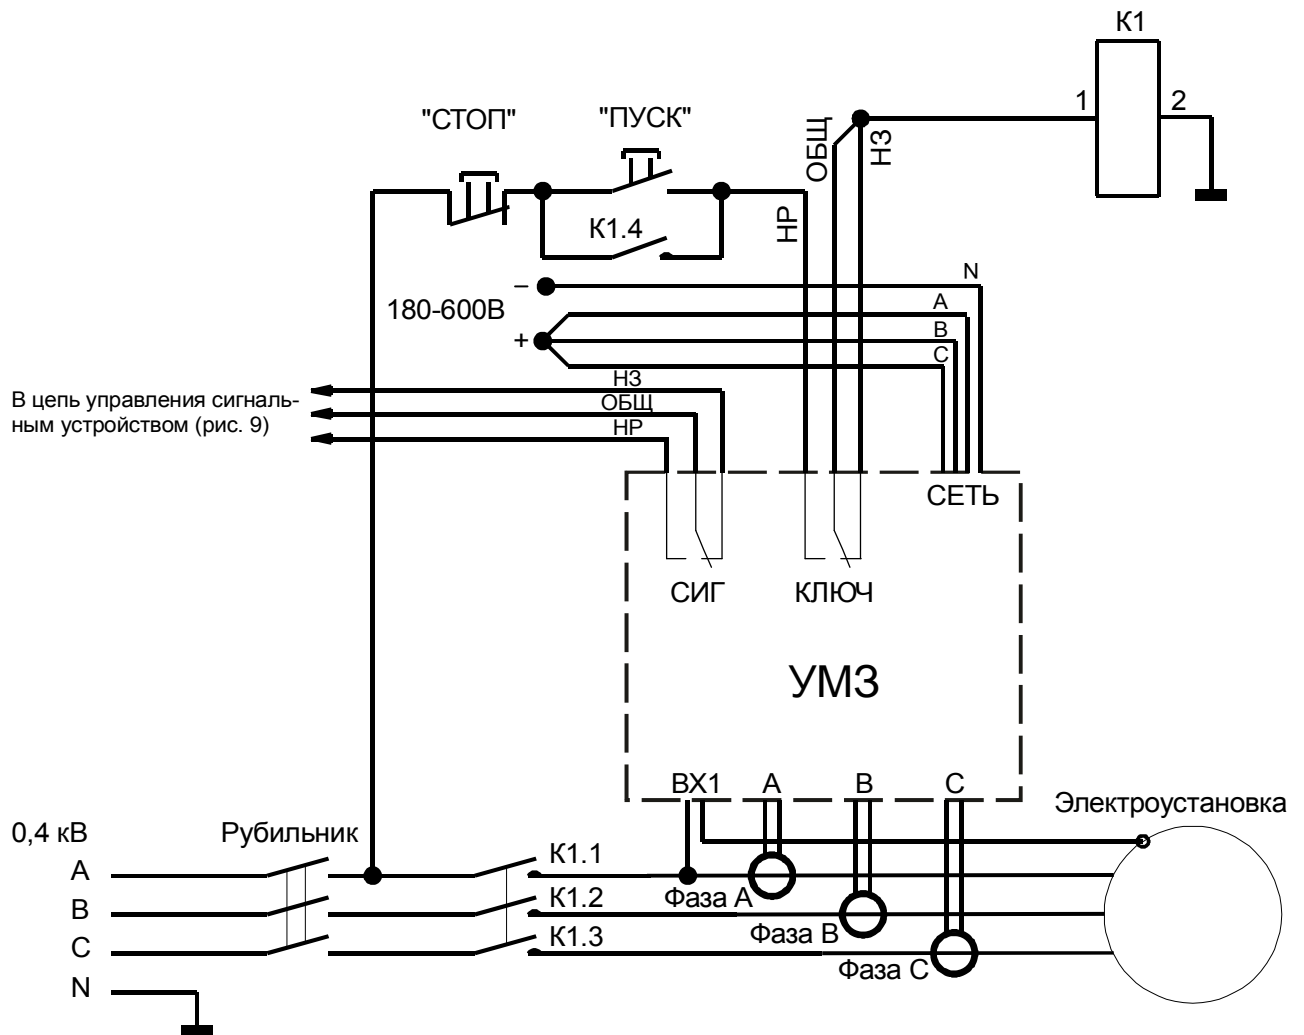 К1
1
2
"СТОП"
"ПУСК"
ОБЩ
НЗ
НР
К1.4
N
–
180-600В
A
B
+
C
НЗ
В цепь управления сигналь-
ОБЩ
ным устройством (рис. 9)
НР
СЕТЬ
СИГ
КЛЮЧ
УМЗ
ВХ1
A
B
C
Электроустановка
0,4 кВ
Рубильник
К1.1
A
Фаза А
К1.2
B
Фаза В
К1.3
C
Фаза С
N